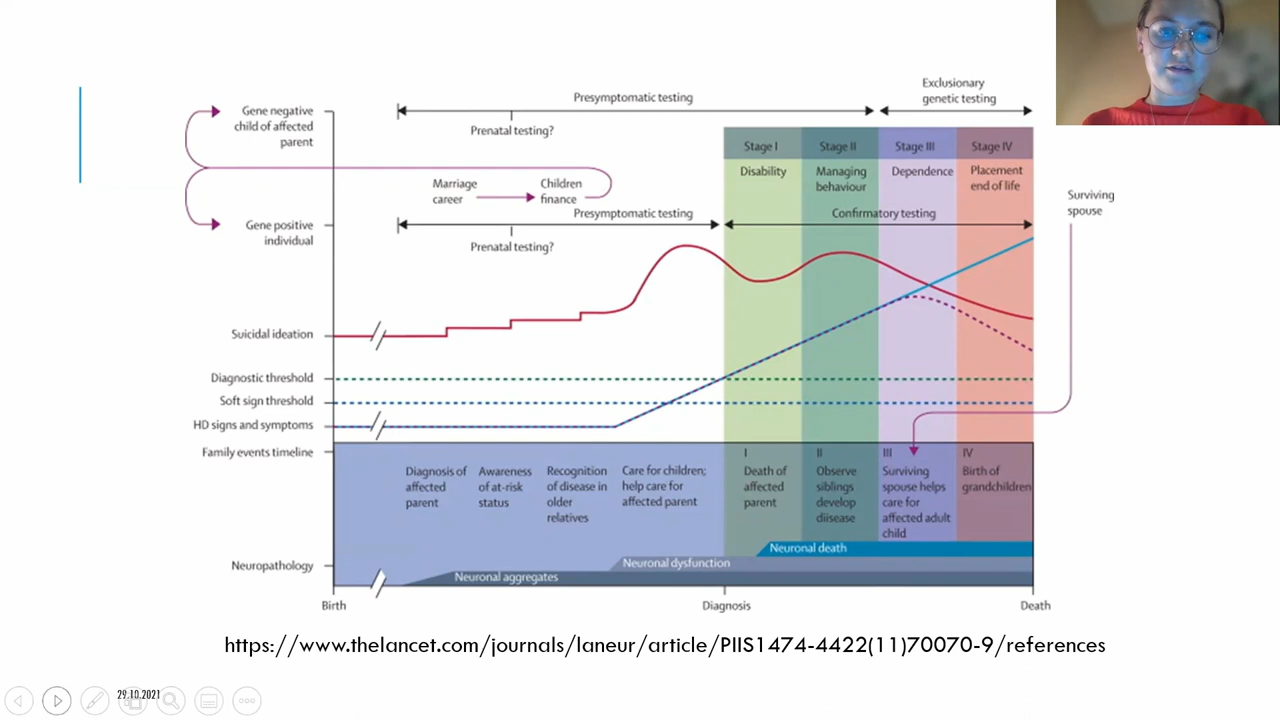 Exclusionary
genetic testing
Presymptomatic testing
Gene negative
child of affected
parent
Prenatal testing?
Stage I
Stage II
Stage III
Stage IV
Disability
Managing
behaviour
Dependence
Placement
end of life
Marriage
career
Children
finance
Surviving
spouse
Presymptomatic testing
Confirmatory testing
Gene positive
individual
Prenatal testing?
Suicidal ideation
Diagnostic threshold
Soft sign threshold
HD signs and symptoms
Family events timeline
Diagnosis of
affected
parent
Awareness
of at-risk
status
Recognition
of disease in
older
relatives
Care for children;
help care for
affected parent
I
Death of
affected
parent
II
Observe
siblings
develop
diisease
III
Surviving
spouse helps
care for
affected adult
child
IV
Birth of
grandchildren
Neuronal death
Neuronal dysfunction
Neuropathology
Neuronal aggregates
Birth
Diagnosis
Death
https://www.thelancet.com/journals/laneur/article/PIIS1474-4422(11)70070-9/references
29.10.2021